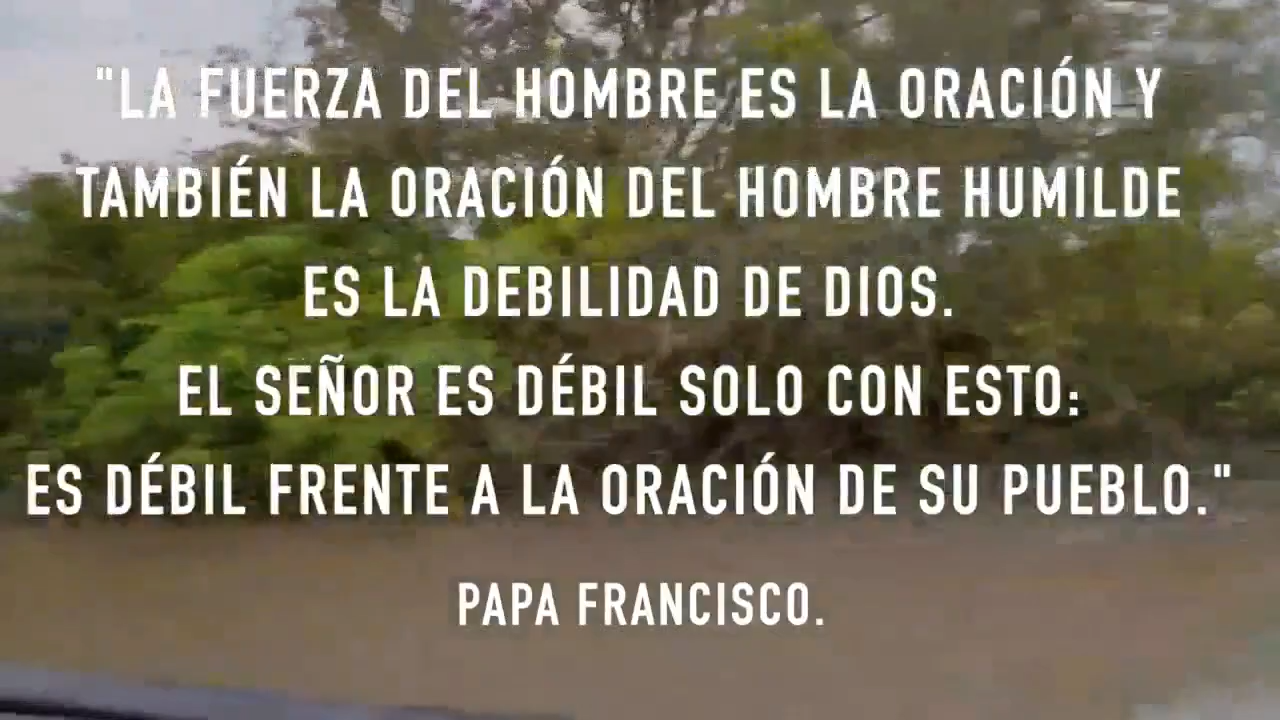 "LA FUERZA DEL HOMBRE ES LA ORACIÓN Y
TAMBIÉN LA ORACIÓN DEL HOMBRE HUMILDE
ES LA DEBILIDAD DE DIOS.
EL SEÑOR ES DÉBIL SOLO CON ESTO:
ES DÉBIL FRENTE A LA ORACIÓN DE SU PUEBLO."
PAPA FRANCISCO.